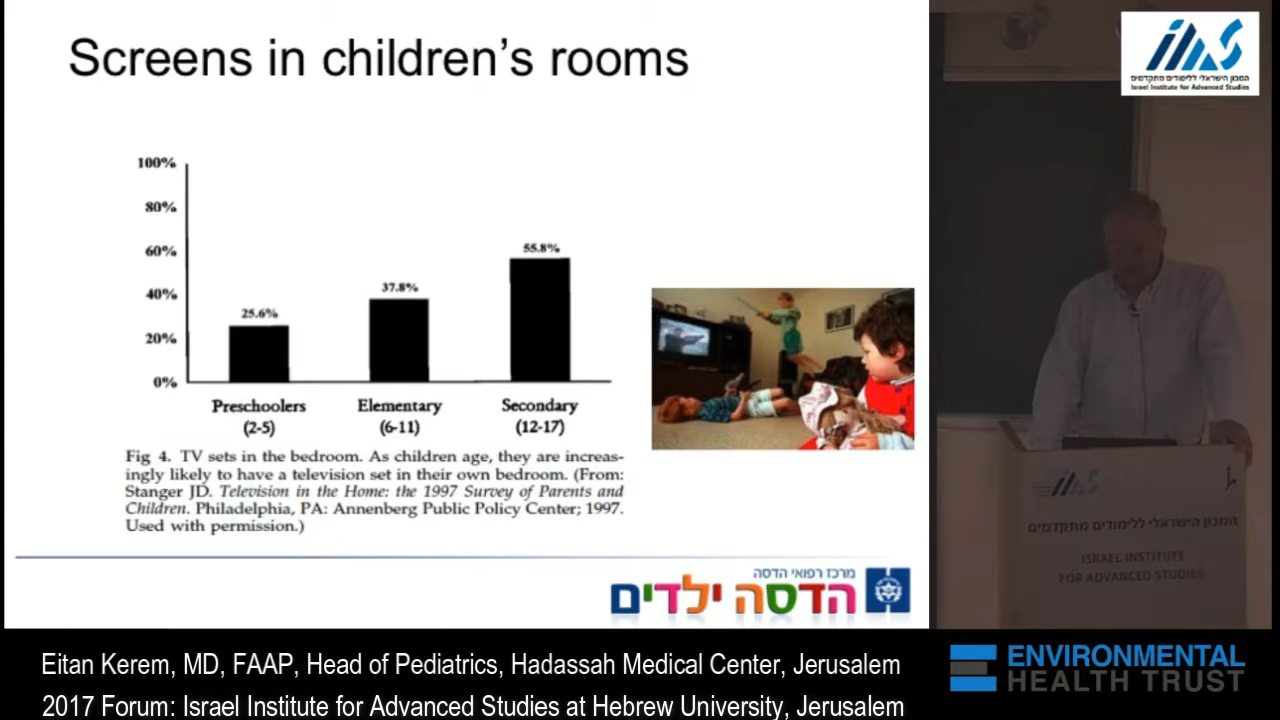 Screens in children's rooms
100%
80%
60%
40%
20%
0%
25.6%
37.8%
55.8%
Preschoolers
(2-5)
Elementary
(6-11)
Secondary
(12-17)
Fig 4. TV sets in the bedroom. As children age, they are increas-
ingly likely to have a television set in their own bedroom. (From:
Stanger JD. Television in the Home: the 1997 Survey of Parents and
Children. Philadelphia, PA: Annenberg Public Policy Center; 1997.
Used with permission.)
מרכז רפואי הדסה
הדסה ילדים
המכון הישראלי ללימודים מתקדמים
Israel Institute for Advanced Studies
המכון הישראלי ללימודים מתקדמים
ISRAEL INSTITUTE
FOR ADVANCED STUDIES
Eitan Kerem, MD, FAAP, Head of Pediatrics, Hadassah Medical Center, Jerusalem
2017 Forum: Israel Institute for Advanced Studies at Hebrew University, Jerusalem
ENVIRONMENTAL
HEALTH TRUST